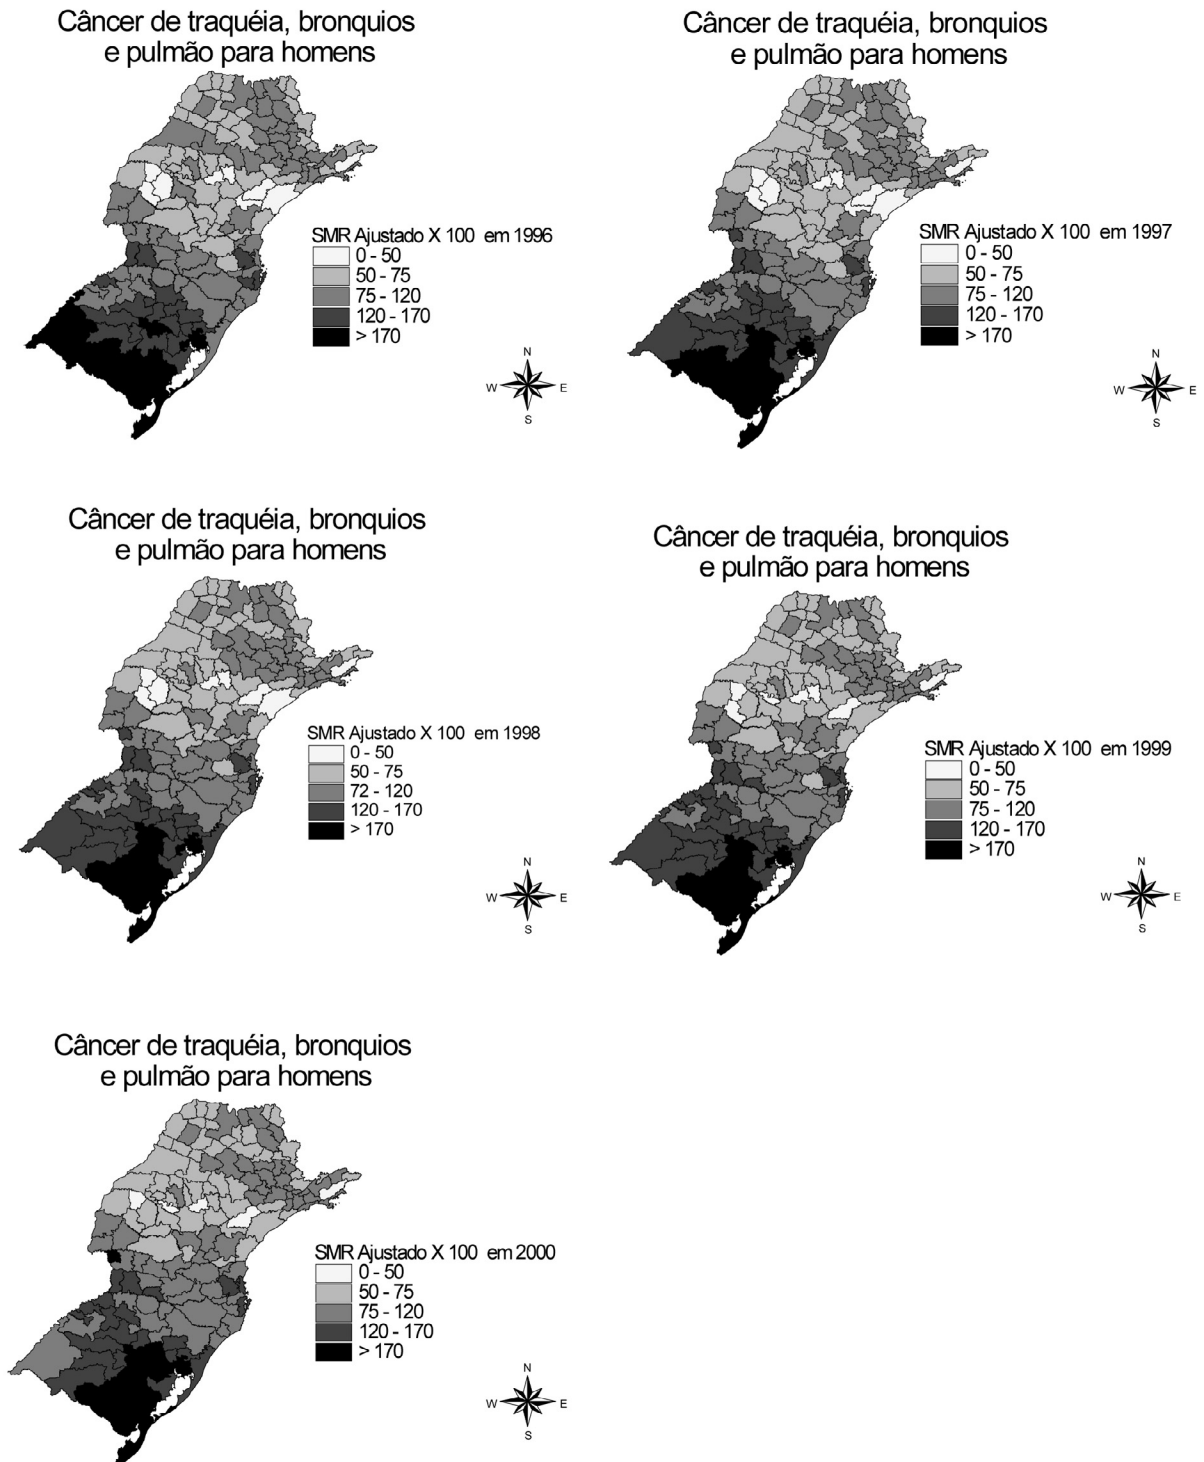 Câncer de traquéia, bronquios
e pulmão para homens
SMR Ajustado X 100 em 1996
0 - 50
50 - 75
75 - 120
120 - 170
> 170
N
W E
S
Câncer de traquéia, bronquios
e pulmão para homens
SMR Ajustado X 100 em 1997
0 - 50
50 - 75
75 - 120
120 - 170
> 170
N
W E
S
Câncer de traquéia, bronquios
e pulmão para homens
SMR Ajustado X 100 em 1998
0 - 50
50 - 75
72 - 120
120 - 170
> 170
N
W E
S
Câncer de traquéia, bronquios
e pulmão para homens
SMR Ajustado X 100 em 1999
0 - 50
50 - 75
75 - 120
120 - 170
> 170
N
W E
S
Câncer de traquéia, bronquios
e pulmão para homens
SMR Ajustado X 100 em 2000
0 - 50
50 - 75
75 - 120
120 - 170
> 170
N
W E
S